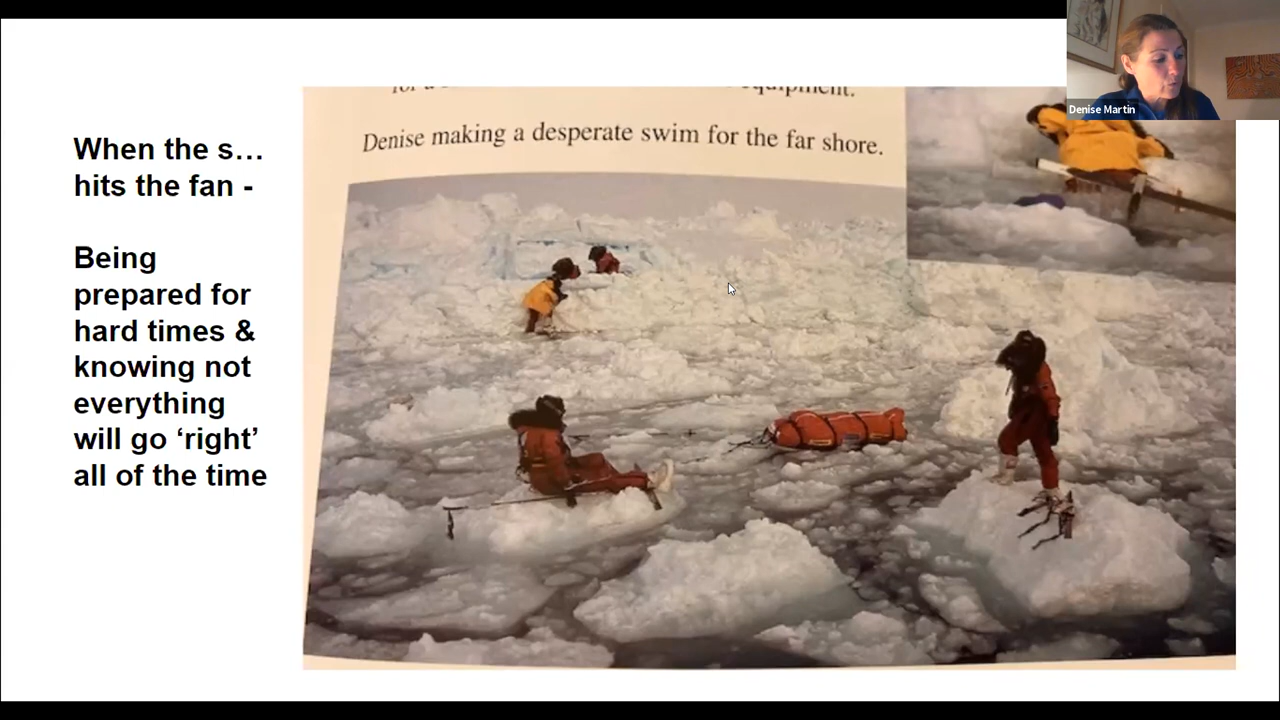 When the s…
hits the fan -
Being
prepared for
hard times &
knowing not
everything
will go ‘right’
all of the time
equipment.
Denise making a desperate swim for the far shore.
Denise Martin